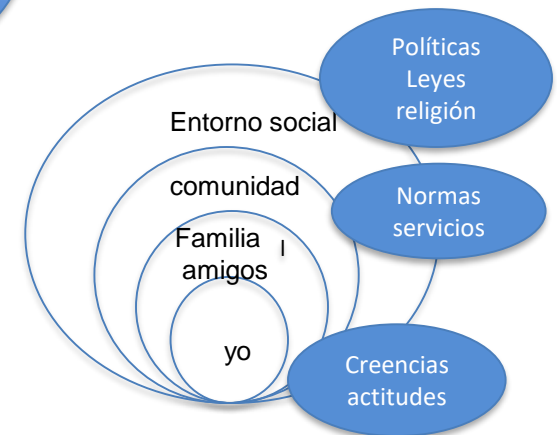 Políticas
Leyes
religión
Entorno social
comunidad
Normas
servicios
Familia
amigos
yo
Creencias
actitudes